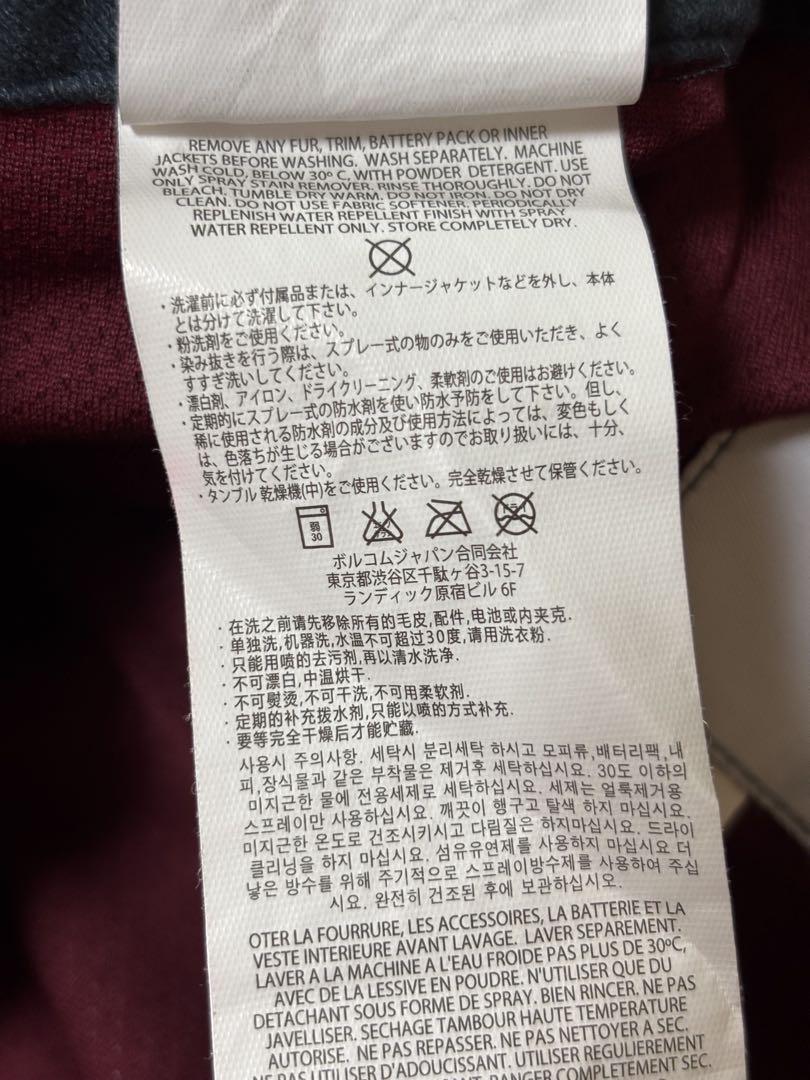 REMOVE ANY FUR, TRIM, BATTERY PACK OR INNER
JACKETS BEFORE WASHING. WASH SEPARATELY. MACHINE
WASH COLD, BELOW 30º C, WITH POWDER DETERGENT. USE
ONLY SPRAY STAIN REMOVER. RINSE THOROUGHLY. DO NOT
BLEACH. TUMBLE DRY WARM. DO NOT IRON. DO NOT DRY
CLEAN. DO NOT USE FABRIC SOFTENER. PERIODICALLY
REPLENISH WATER REPELLENT FINISH WITH SPRAY
WATER REPELLENT ONLY. STORE COMPLETELY DRY.
・洗濯前に必ず付属品または、インナージャケットなどを外し、本体
とは分けて洗濯して下さい。
・粉洗剤をご使用ください。
・染み抜きを行う際は、スプレー式の物のみをご使用いただき、よく
すすぎ洗いしてください。
・漂白剤、アイロン、ドライクリーニング、柔軟剤のご使用はお避けください。
・定期的にスプレー式の防水剤を使い防水予防をして下さい。但し、
稀に使用される防水剤の成分及び使用方法によっては、変色もしく
は、色落ちが生じる場合がございますのでお取り扱いには、十分、
気を付けてください。
・タンブル乾燥機(中)をご使用ください。完全乾燥させて保管ください。
弱
30
エンソ
サラシ
ドライ
ボルコムジャパン合同会社
東京都渋谷区千駄ヶ谷3-15-7
ランディック原宿ビル 6F
· 在洗之前请先移除所有的毛皮,配件,电池或内夹克.
· 单独洗,机器洗,水温不可超过30度,请用洗衣粉.
· 只能用喷的去污剂,再以清水洗净.
· 不可漂白,中温烘干.
· 不可熨烫,不可干洗,不可用柔软剂.
· 定期的补充拨水剂,只能以喷的方式补充.
· 要等完全干燥后才能贮藏.
사용시 주의사항. 세탁시 분리세탁 하시고 모피류,배터리팩,내
피,장식물과 같은 부착물은 제거후 세탁하십시요. 30도 이하의
미지근한 물에 전용세제로 세탁하십시요. 세제는 얼룩제거용
스프레이만 사용하십시요. 깨끗이 행구고 탈색 하지 마십시요.
미지근한 온도로 건조시키시고 다림질은 하지마십시요. 드라이
클리닝을 하지 마십시요. 섬유유연제를 사용하지 마십시요 더
낳은 방수를 위해 주기적으로 스프레이방수제를 사용하여 주십
시요. 완전히 건조된 후에 보관하십시오.
OTER LA FOURRURE, LES ACCESSOIRES, LA BATTERIE ET LA
VESTE INTERIEURE AVANT LAVAGE. LAVER SEPAREMENT.
LAVER A LA MACHINE A L'EAU FROIDE PAS PLUS DE 30ºC,
AVEC DE LA LESSIVE EN POUDRE. N'UTILISER QUE DU
DETACHANT SOUS FORME DE SPRAY. BIEN RINCER. NE PAS
JAVELLISER. SECHAGE TAMBOUR HAUTE TEMPERATURE
AUTORISE. NE PAS REPASSER. NE PAS NETTOYER A SEC.
NE PAS UTILISER D'ADOUCISSANT. UTILISER REGULIEREMENT
RANGER COMPLETEMENT SEC.